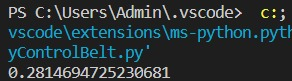 PS C:\Users\Admin\.vscode> c:;
vscode\extensions\ms-python.pyth
yControlBelt.py'
0.2814694725230681